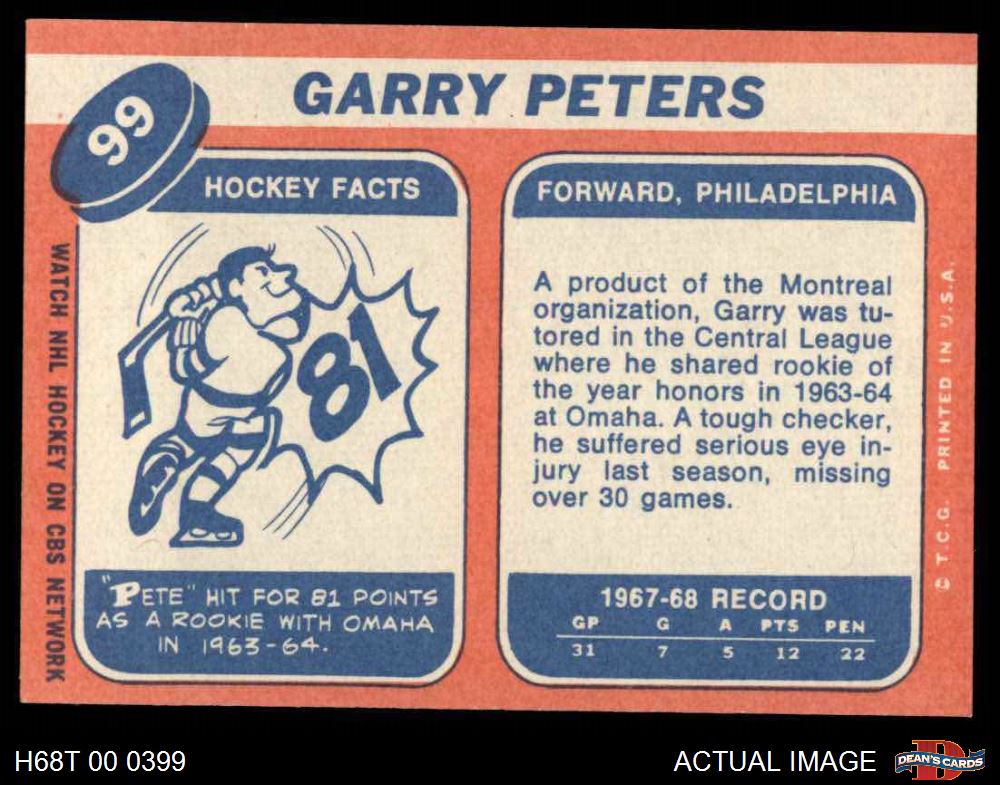 99
GARRY PETERS
HOCKEY FACTS
81
"PETE" HIT FOR 81 POINTS
AS A ROOKIE WITH OMAHA
IN 1963-64.
WATCH NHL HOCKEY ON CBS NETWORK
FORWARD, PHILADELPHIA
A product of the Montreal
organization, Garry was tu-
tored in the Central League
where he shared rookie of
the year honors in 1963-64
at Omaha. A tough checker,
he suffered serious eye in-
jury last season, missing
over 30 games.
1967-68 RECORD
GP G A PTS PEN
31 7 5 12 22
© T.C.G. PRINTED IN U.S.A.
H68T 00 0399
ACTUAL IMAGE
D
DEAN'S CARDS